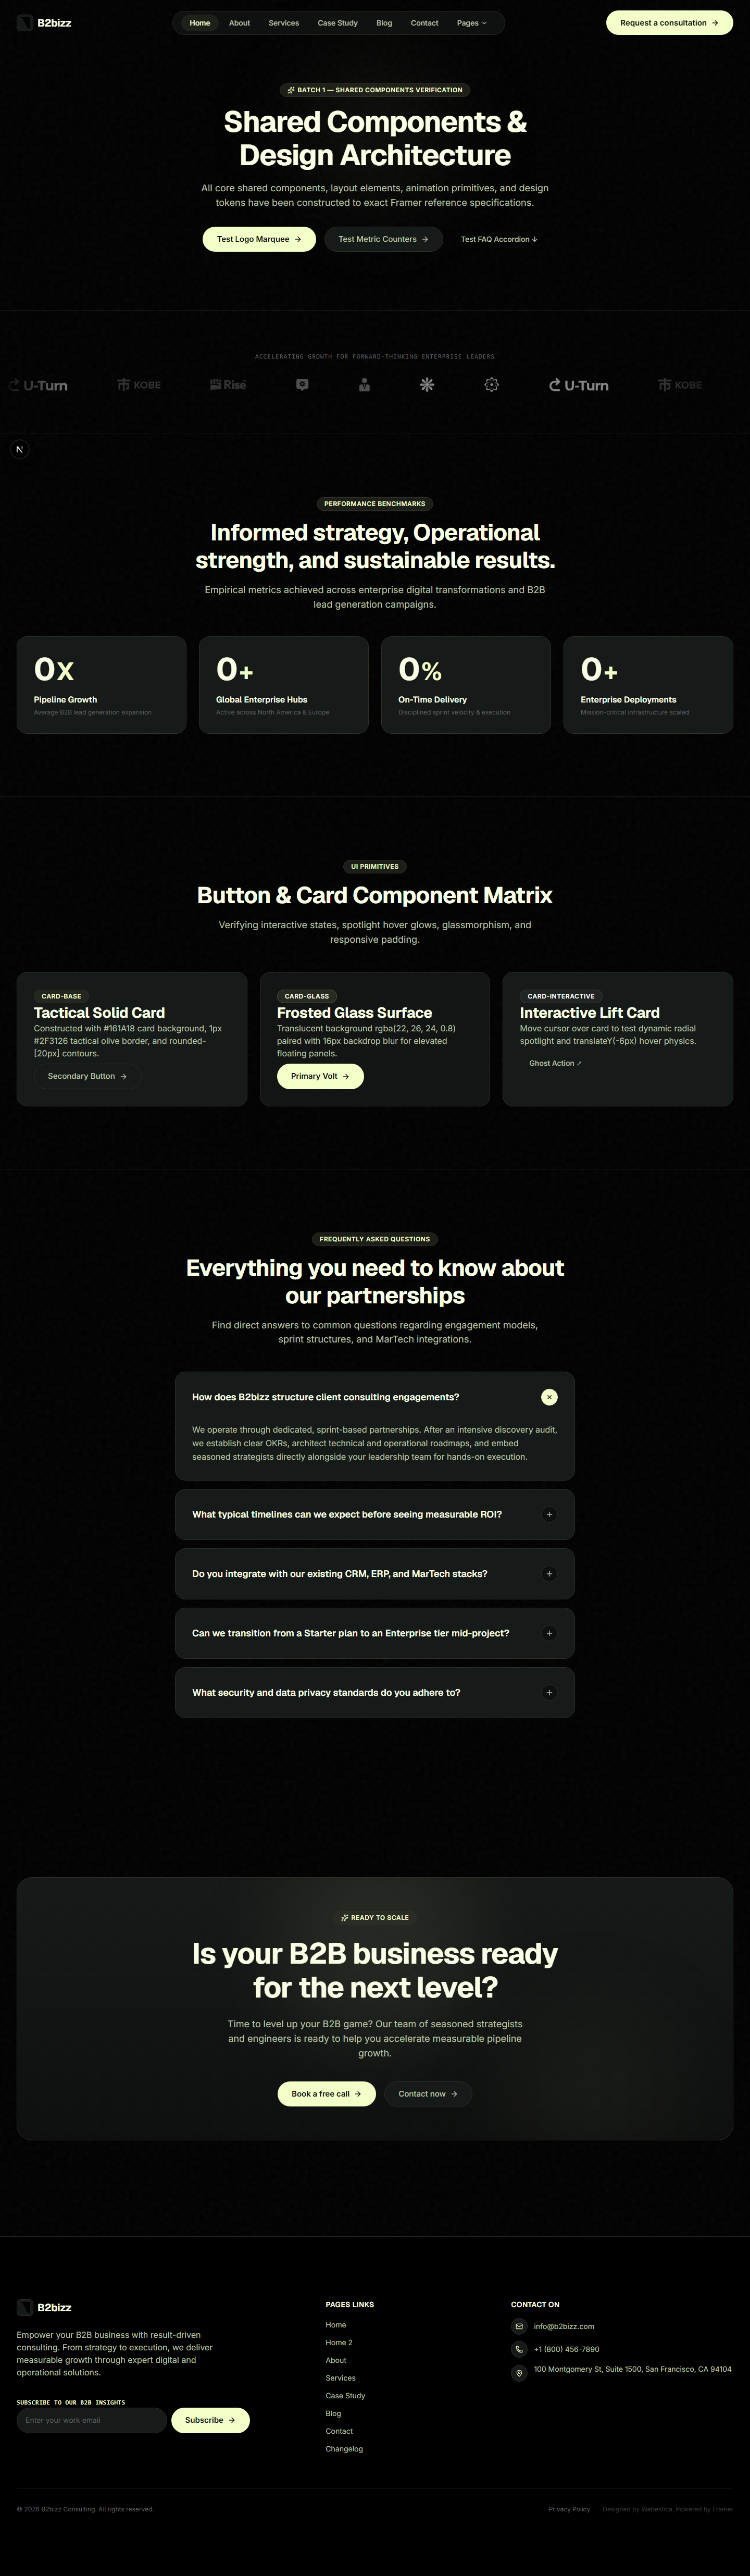 B2bizz
Home
About
Services
Case Study
Blog
Contact
Pages
Request a consultation →
BATCH 1 — SHARED COMPONENTS VERIFICATION
Shared Components &
Design Architecture
All core shared components, layout elements, animation primitives, and design
tokens have been constructed to exact Framer reference specifications.
Test Logo Marquee →
Test Metric Counters →
Test FAQ Accordion ↓
ACCELERATING GROWTH FOR FORWARD-THINKING ENTERPRISE LEADERS
U-Turn
市 KOBE
Rise
U-Turn
市 KOBE
N
PERFORMANCE BENCHMARKS
Informed strategy, Operational
strength, and sustainable results.
Empirical metrics achieved across enterprise digital transformations and B2B
lead generation campaigns.
0X
Pipeline Growth
Average B2B lead generation expansion
0+
Global Enterprise Hubs
Active across North America & Europe
0%
On-Time Delivery
Disciplined sprint velocity & execution
0+
Enterprise Deployments
Mission-critical infrastructure scaled
UI PRIMITIVES
Button & Card Component Matrix
Verifying interactive states, spotlight hover glows, glassmorphism, and
responsive padding.
CARD-BASE
Tactical Solid Card
Constructed with #161A18 card background, 1px
#2F3126 tactical olive border, and rounded-
[20px] contours.
Secondary Button →
CARD-GLASS
Frosted Glass Surface
Translucent background rgba(22, 26, 24, 0.8)
paired with 16px backdrop blur for elevated
floating panels.
Primary Volt →
CARD-INTERACTIVE
Interactive Lift Card
Move cursor over card to test dynamic radial
spotlight and translateY(-6px) hover physics.
Ghost Action ↗
FREQUENTLY ASKED QUESTIONS
Everything you need to know about
our partnerships
Find direct answers to common questions regarding engagement models,
sprint structures, and MarTech integrations.
How does B2bizz structure client consulting engagements?
We operate through dedicated, sprint-based partnerships. After an intensive discovery audit,
we establish clear OKRs, architect technical and operational roadmaps, and embed
seasoned strategists directly alongside your leadership team for hands-on execution.
What typical timelines can we expect before seeing measurable ROI?
Do you integrate with our existing CRM, ERP, and MarTech stacks?
Can we transition from a Starter plan to an Enterprise tier mid-project?
What security and data privacy standards do you adhere to?
READY TO SCALE
Is your B2B business ready
for the next level?
Time to level up your B2B game? Our team of seasoned strategists
and engineers is ready to help you accelerate measurable pipeline
growth.
Book a free call →
Contact now →
B2bizz
Empower your B2B business with result-driven
consulting. From strategy to execution, we deliver
measurable growth through expert digital and
operational solutions.
SUBSCRIBE TO OUR B2B INSIGHTS
Enter your work email
Subscribe →
PAGES LINKS
Home
Home 2
About
Services
Case Study
Blog
Contact
Changelog
CONTACT ON
info@b2bizz.com
+1 (800) 456-7890
100 Montgomery St, Suite 1500, San Francisco, CA 94104
© 2026 B2bizz Consulting. All rights reserved.
Privacy Policy
Designed by Webestica, Powered by Framer